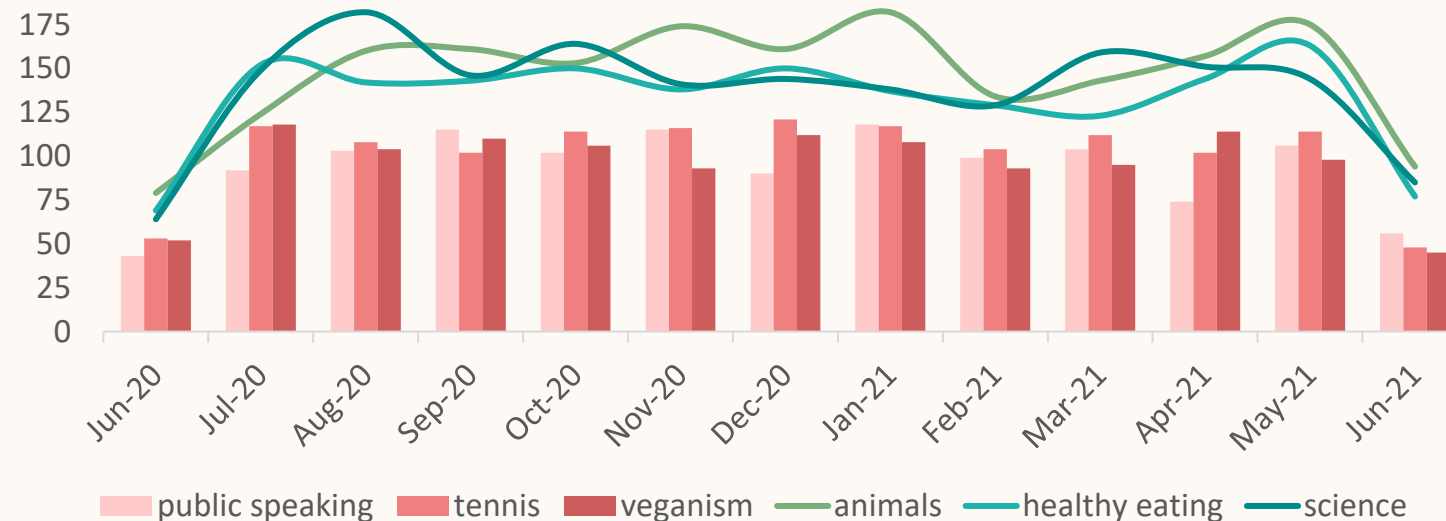 175
150
125
100
75
50
25
0
Jun-20
Jul-20
Aug-20
Sep-20
Oct-20
Nov-20
Dec-20
Jan-21
Feb-21
Mar-21
Apr-21
May-21
Jun-21
public speaking tennis veganism animals healthy eating science